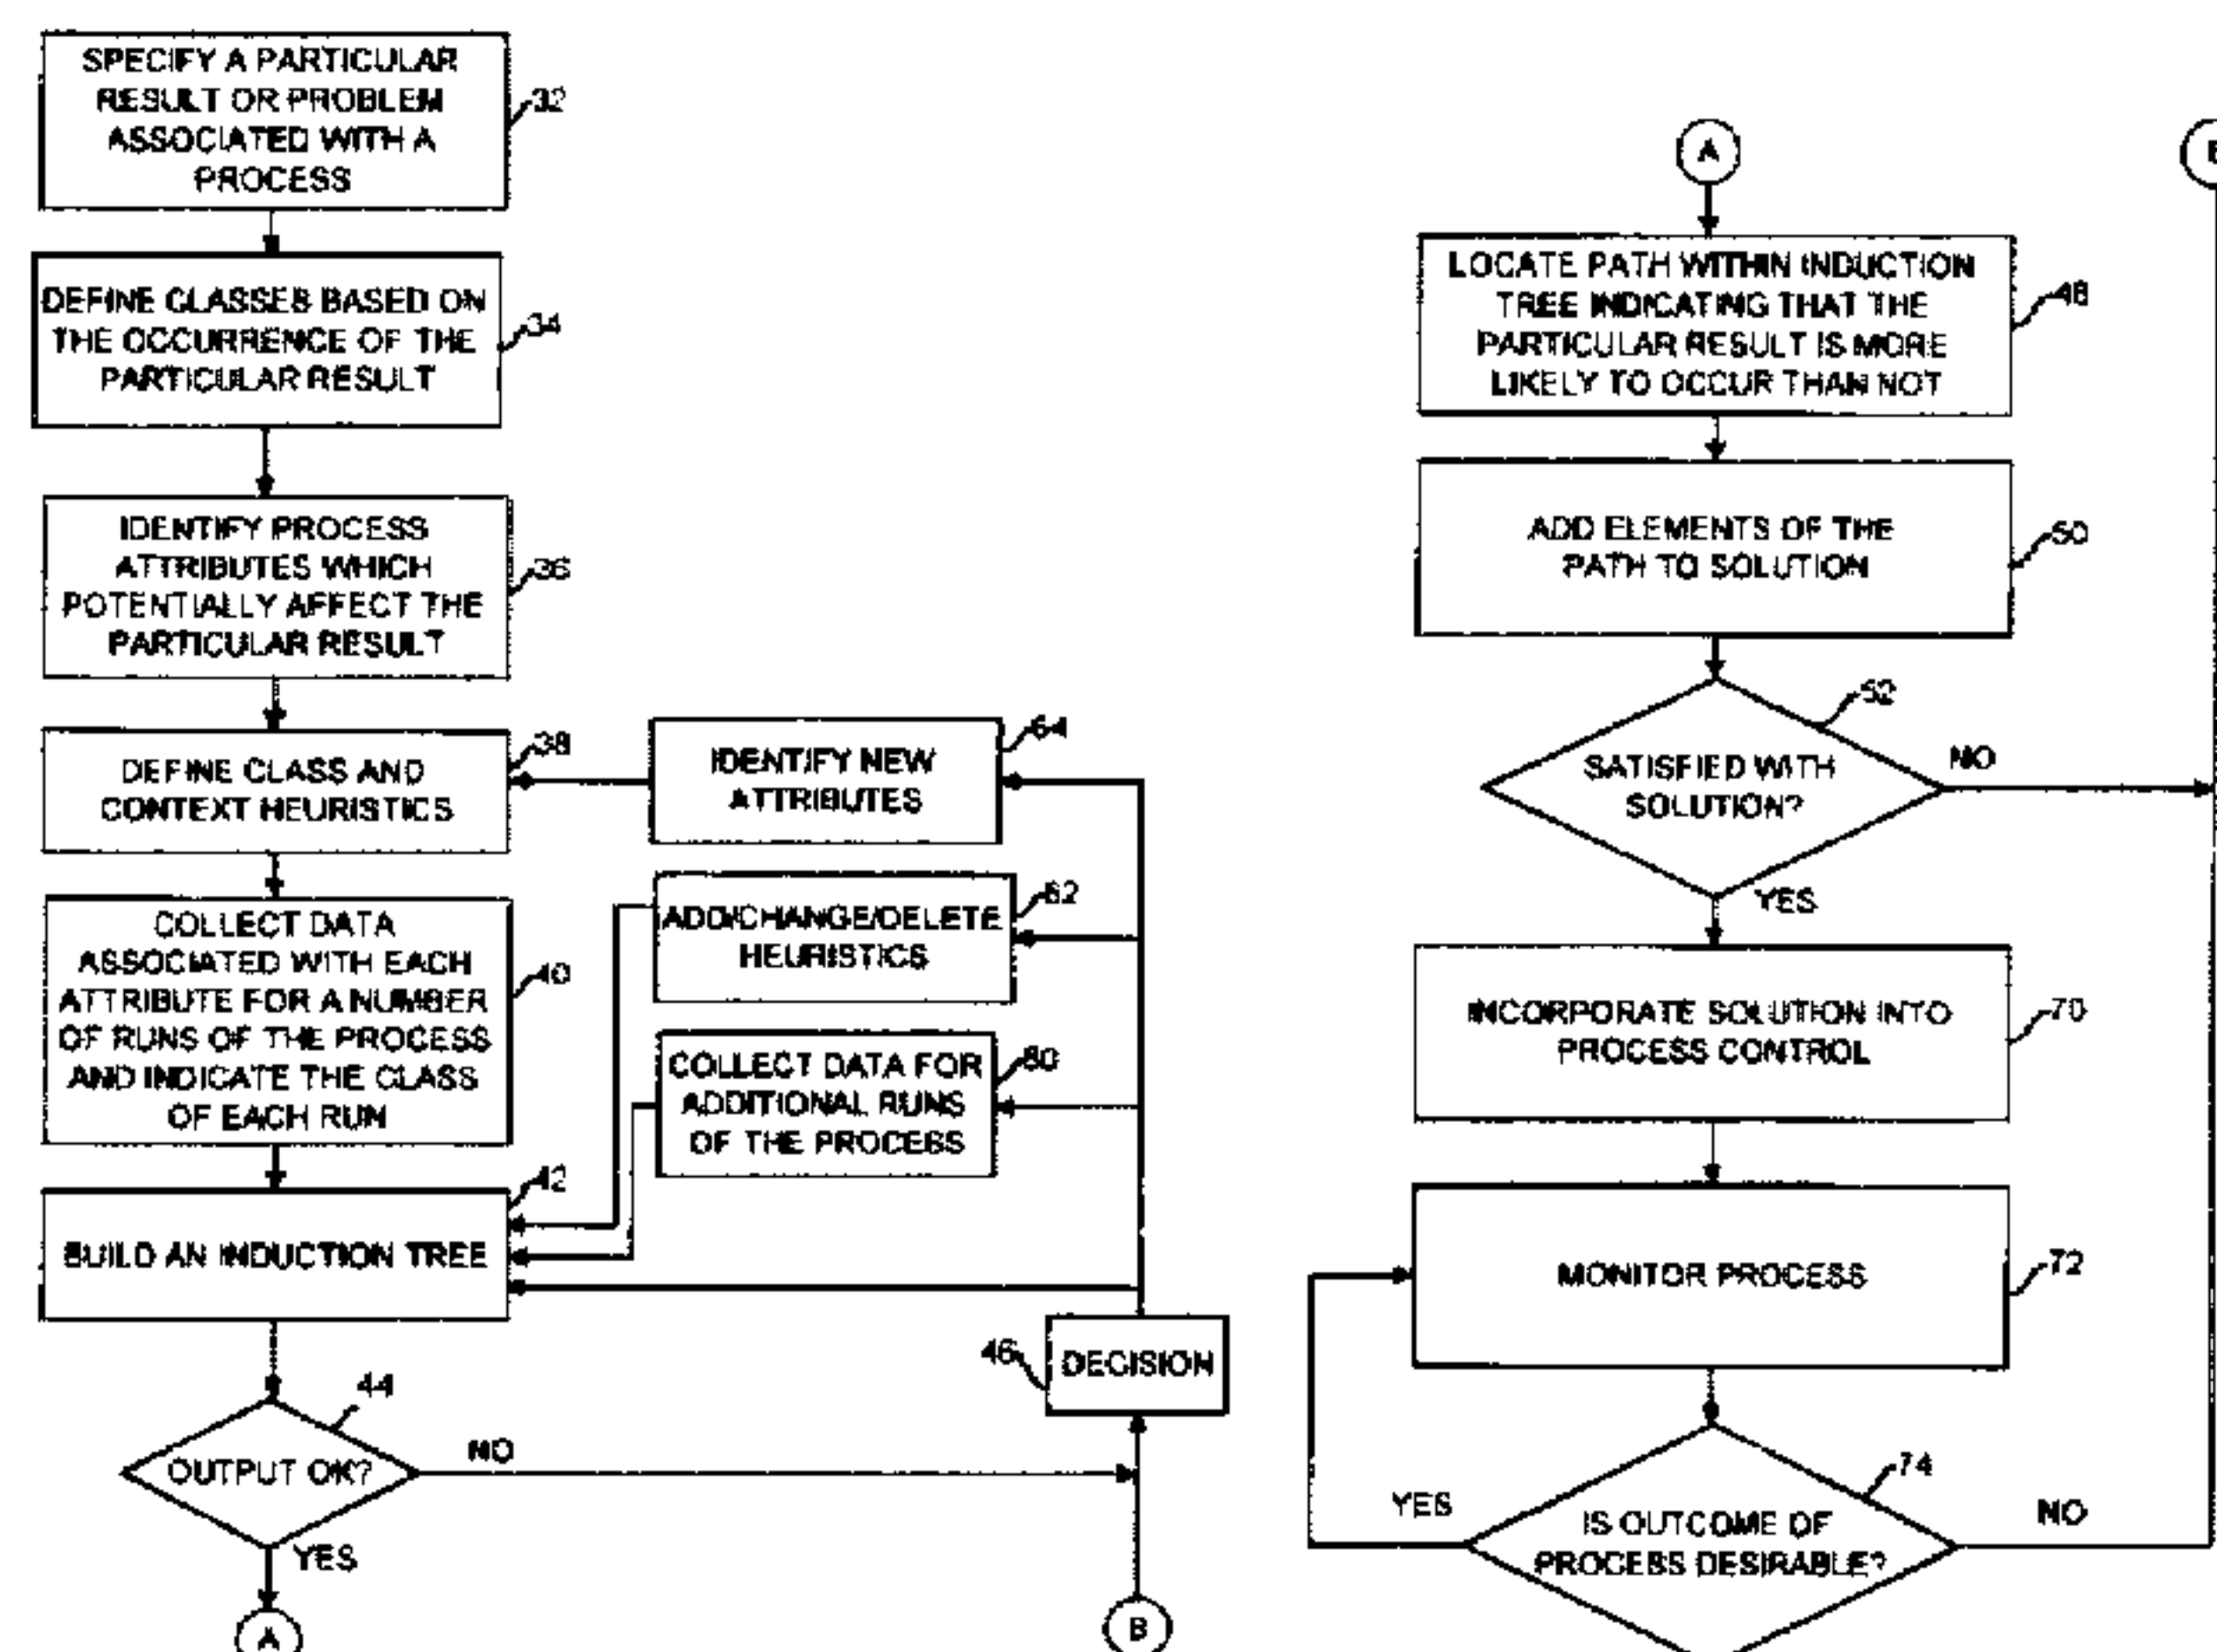 SPECIFY A PARTICULAR
RESULT OR PROBLEM
ASSOCIATED WITH A
PROCESS
32
DEFINE CLASSES BASED ON
THE OCCURRENCE OF THE
PARTICULAR RESULT
34
IDENTIFY PROCESS
ATTRIBUTES WHICH
POTENTIALLY AFFECT THE
PARTICULAR RESULT
36
DEFINE CLASS AND
CONTEXT HEURISTICS
38
IDENTIFY NEW
ATTRIBUTES
64
COLLECT DATA
ASSOCIATED WITH EACH
ATTRIBUTE FOR A NUMBER
OF RUNS OF THE PROCESS
AND INDICATE THE CLASS
OF EACH RUN
40
ADD/CHANGE/DELETE
HEURISTICS
62
COLLECT DATA FOR
ADDITIONAL RUNS
OF THE PROCESS
60
BUILD AN INDUCTION TREE
42
46
DECISION
44
OUTPUT OK?
NO
YES
A
B
A
LOCATE PATH WITHIN INDUCTION
TREE INDICATING THAT THE
PARTICULAR RESULT IS MORE
LIKELY TO OCCUR THAN NOT
48
ADD ELEMENTS OF THE
PATH TO SOLUTION
50
52
SATISFIED WITH
SOLUTION?
NO
YES
INCORPORATE SOLUTION INTO
PROCESS CONTROL
70
MONITOR PROCESS
72
74
IS OUTCOME OF
PROCESS DESIRABLE?
YES
NO